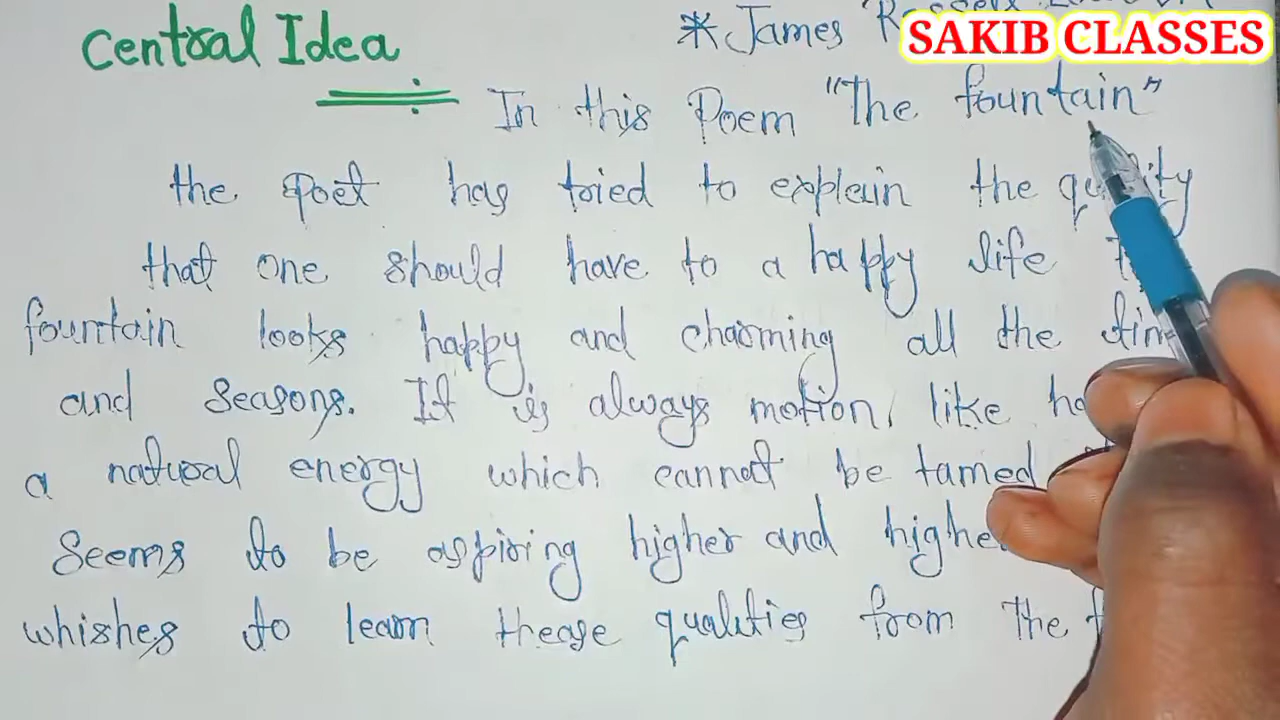 Central Idea
* James
SAKIB CLASSES
In this Poem "The fountain"
the Poet has tried to explain the quality
that one should have to a happy life
fountain looks happy and charming all the
and Seasons. It is always motion, like
a natural energy which cannot be tamed
Seems to be aspiring higher and
whishes to learn thease qualities from The